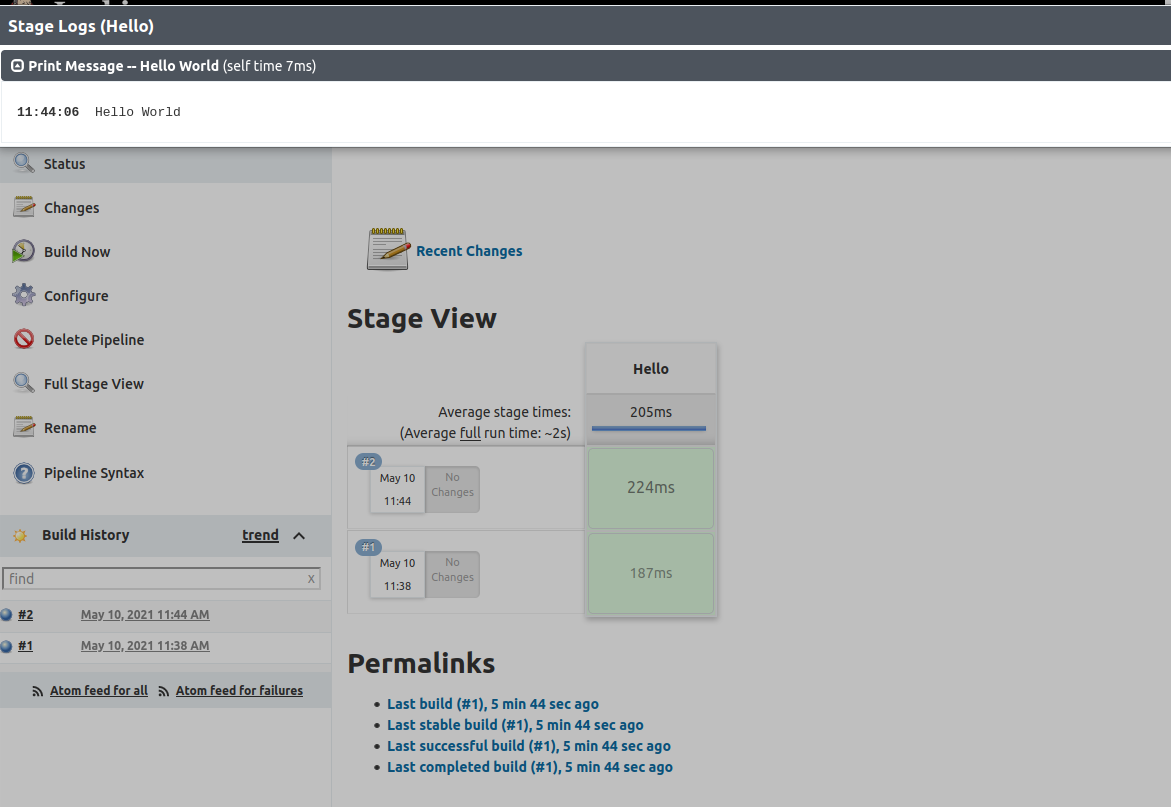 Stage Logs (Hello)
Print Message -- Hello World (self time 7ms)
11:44:06 Hello World
Status
Changes
Build Now
Configure
Delete Pipeline
Full Stage View
Rename
Pipeline Syntax
Build History trend
find x
#2 May 10, 2021 11:44 AM
#1 May 10, 2021 11:38 AM
Atom feed for all Atom feed for failures
Recent Changes
Stage View
Hello
Average stage times: 205ms
(Average full run time: ~2s)
#2
May 10
11:44
No
Changes
224ms
#1
May 10
11:38
No
Changes
187ms
Permalinks
Last build (#1), 5 min 44 sec ago
Last stable build (#1), 5 min 44 sec ago
Last successful build (#1), 5 min 44 sec ago
Last completed build (#1), 5 min 44 sec ago